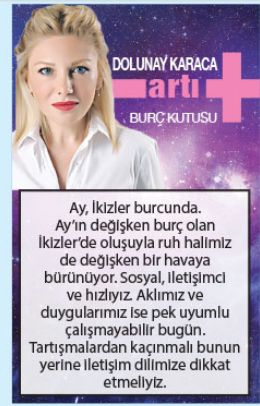 DOLUNAY KARACA
artı
BURÇ KUTUSU
Ay, İkizler burcunda.
Ay'ın değişken burç olan
İkizler'de oluşuyla ruh halimiz
de değişken bir havaya
bürünüyor. Sosyal, iletişimci
ve hızlıyız. Aklımız ve
duygularımız ise pek uyumlu
çalışmayabilir bugün.
Tartışmalardan kaçınmalı bunun
yerine iletişim dilimize dikkat
etmeliyiz.